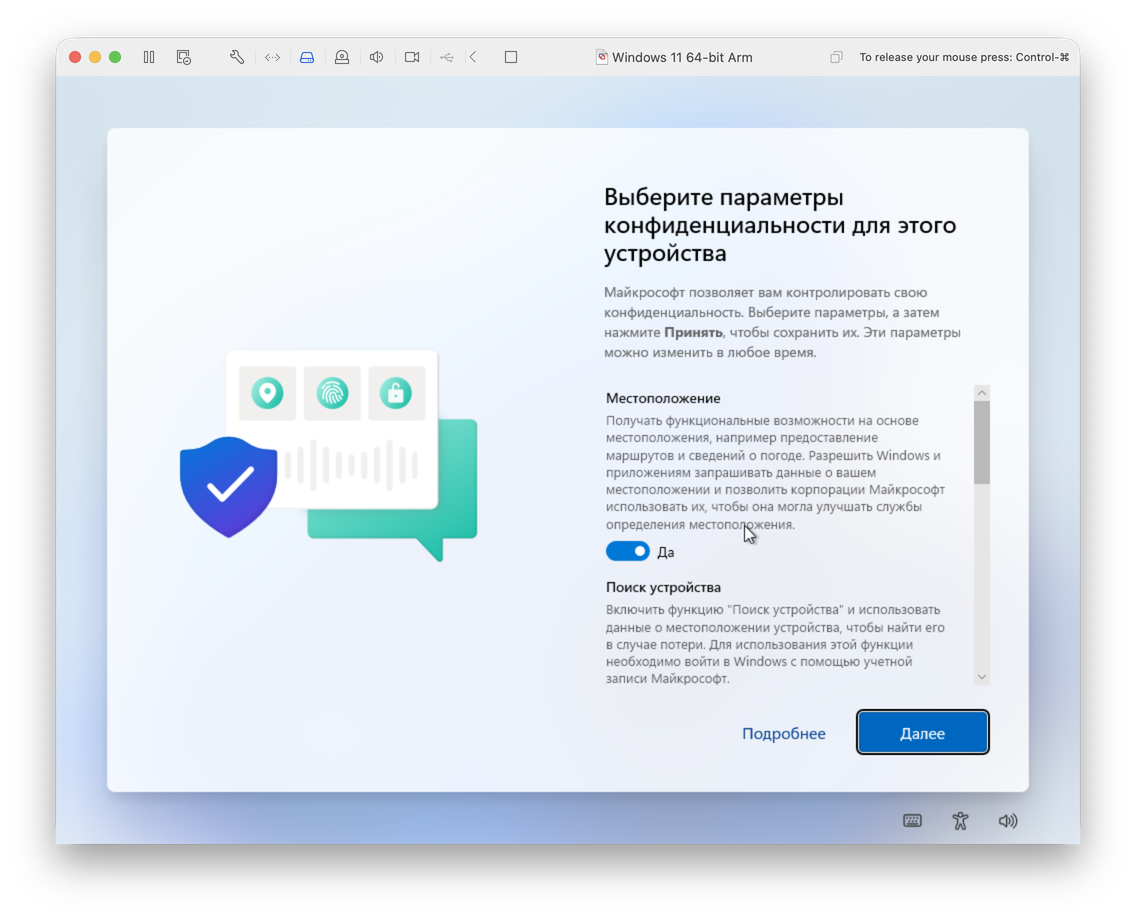 Windows 11 64-bit Arm
To release your mouse press: Control-⌘
Выберите параметры
конфиденциальности для этого
устройства
Майкрософт позволяет вам контролировать свою
конфиденциальность. Выберите параметры, а затем
нажмите Принять, чтобы сохранить их. Эти параметры
можно изменить в любое время.
Местоположение
Получать функциональные возможности на основе
местоположения, например предоставление
маршрутов и сведений о погоде. Разрешить Windows и
приложениям запрашивать данные о вашем
местоположении и позволить корпорации Майкрософт
использовать их, чтобы она могла улучшать службы
определения местоположения.
Да
Поиск устройства
Включить функцию "Поиск устройства" и использовать
данные о местоположении устройства, чтобы найти его
в случае потери. Для использования этой функции
необходимо войти в Windows с помощью учетной
записи Майкрософт.
Подробнее
Далее